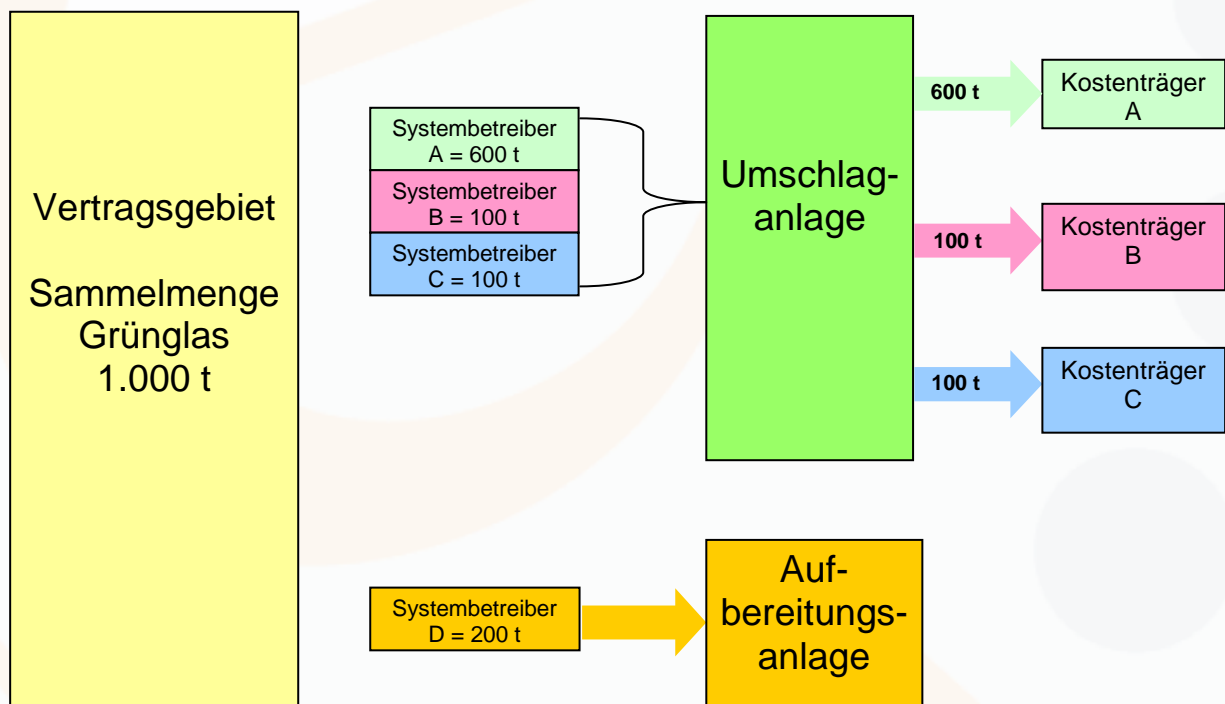 Vertragsgebiet
Sammelmenge
Grünglas
1.000 t
Systembetreiber
A = 600 t
Systembetreiber
B = 100 t
Systembetreiber
C = 100 t
Umschlag-
anlage
600 t
Kostenträger
A
100 t
Kostenträger
B
100 t
Kostenträger
C
Systembetreiber
D = 200 t
Auf-
bereitungs-
anlage